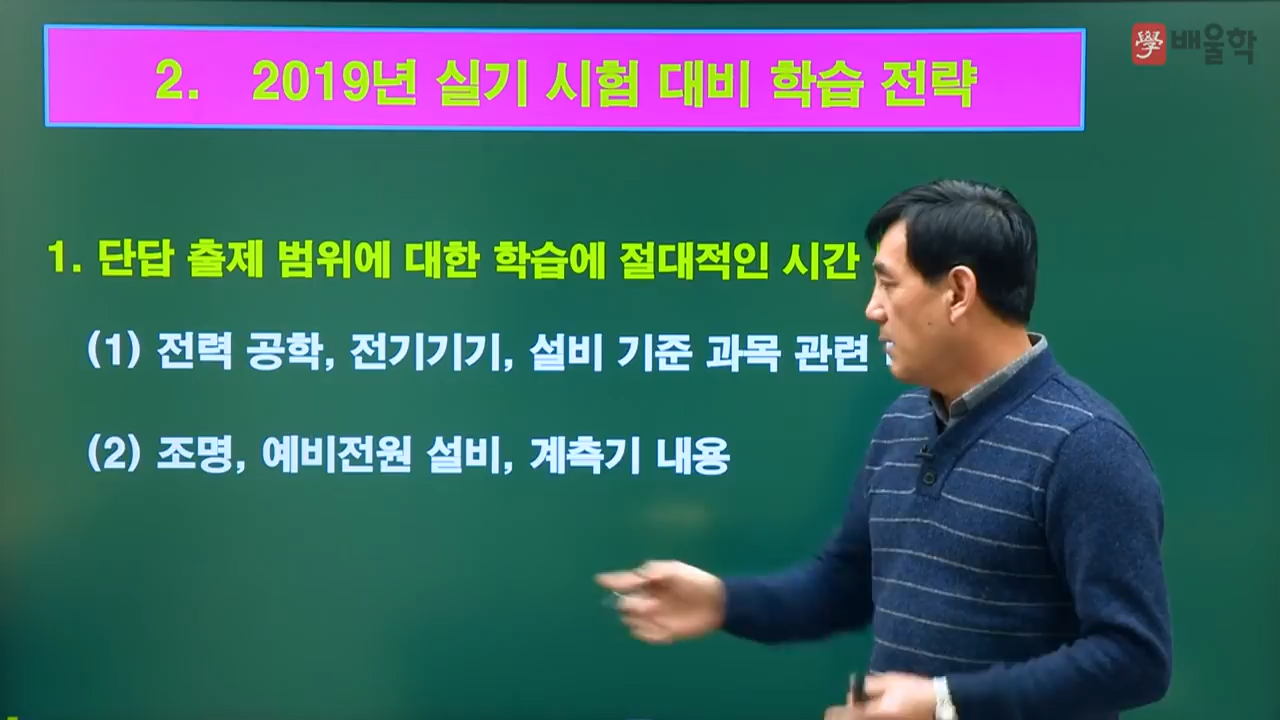 學 배울학
2. 2019년 실기 시험 대비 학습 전략
1. 단답 출제 범위에 대한 학습에 절대적인 시간
(1) 전력 공학, 전기기기, 설비 기준 과목 관련
(2) 조명, 예비전원 설비, 계측기 내용